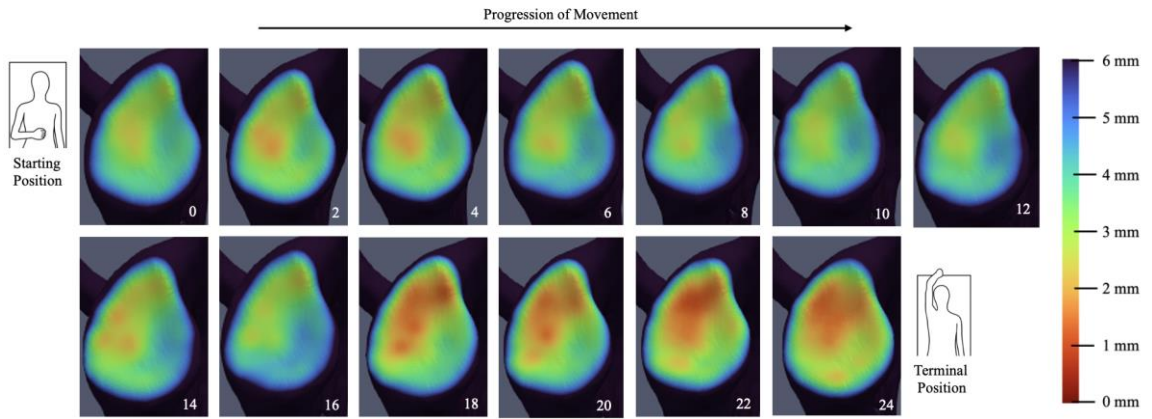 Progression of Movement
Starting
Position
0
2
4
6
8
10
12
14
16
18
20
22
24
Terminal
Position
6 mm
5 mm
4 mm
3 mm
2 mm
1 mm
0 mm